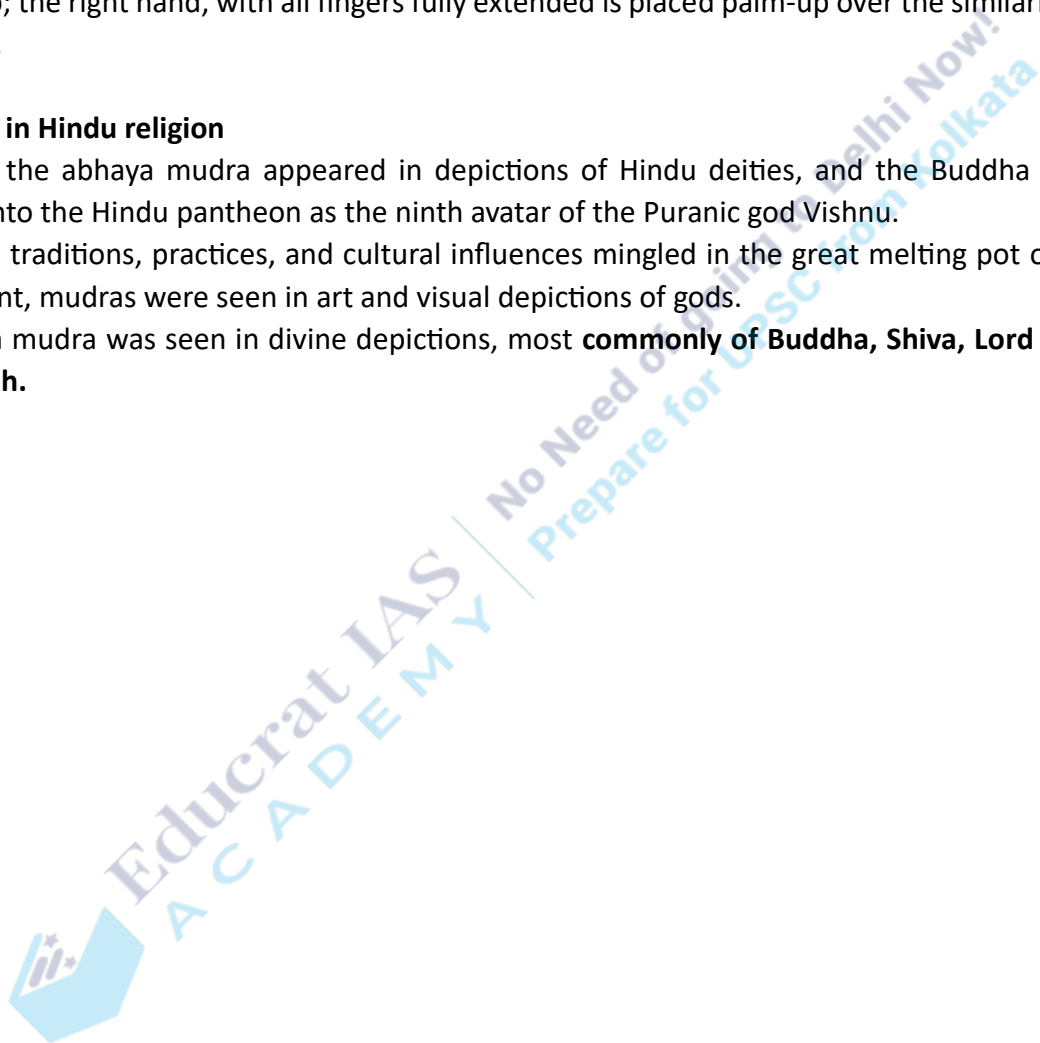 ; the right hand, with all fingers fully extended is placed palm-up over the
in Hindu religion
the abhaya mudra appeared in depictions of Hindu deities, and the Buddha
nto the Hindu pantheon as the ninth avatar of the Puranic god Vishnu.
traditions, practices, and cultural influences mingled in the great melting pot
nt, mudras were seen in art and visual depictions of gods.
mudra was seen in divine depictions, most commonly of Buddha, Shiva, Lord
h.
No Need of going to Delhi Now!
Prepare for UPSC from Kolkata
Educrat IAS
ACADEMY